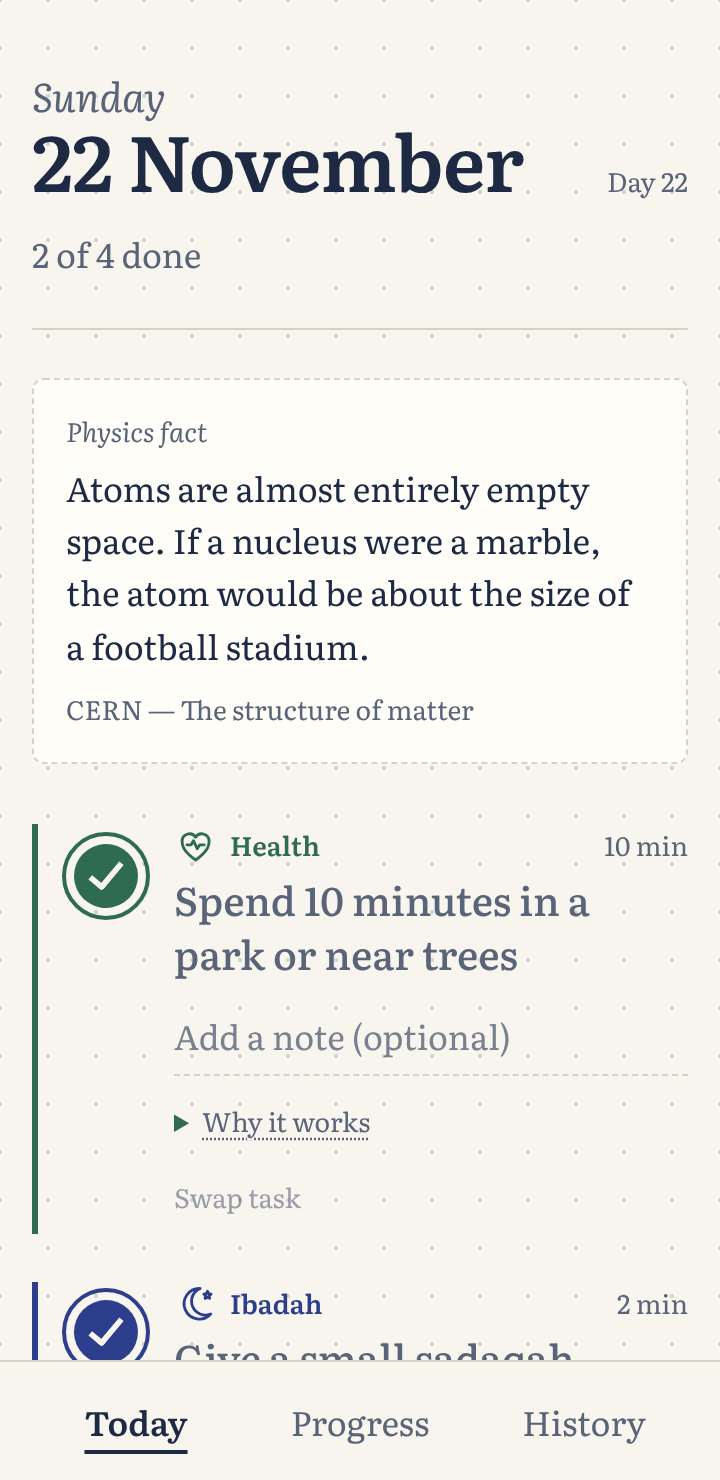 Sunday
22 November
Day 22
2 of 4 done
Physics fact
Atoms are almost entirely empty
space. If a nucleus were a marble,
the atom would be about the size of
a football stadium.
CERN — The structure of matter
Health
10 min
Spend 10 minutes in a
park or near trees
Add a note (optional)
Why it works
Swap task
Ibadah
2 min
Give a small sadaqah
Today
Progress
History